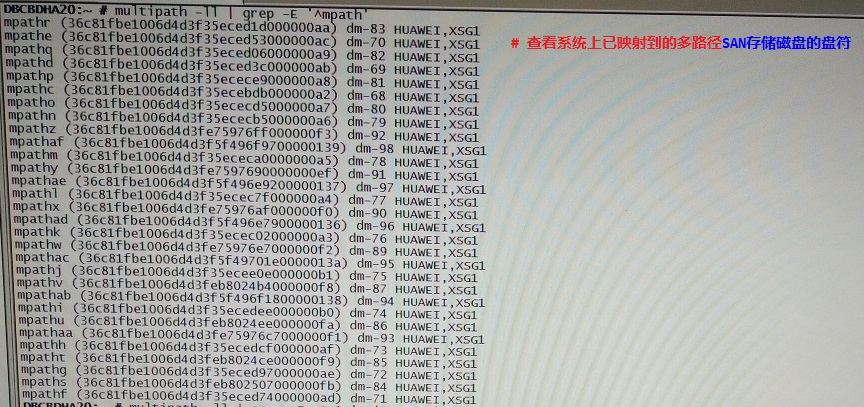 DBCBDHA20:~ # multipath -ll | grep -E '^mpath'
mpathr (36c81fbe1006d4d3f35eced1d000000aa) dm-83 HUAWEI,XSG1
mpathe (36c81fbe1006d4d3f35eced53000000ac) dm-70 HUAWEI,XSG1
# 查看系统上已映射到的多路径SAN存储磁盘的盘符
mpathq (36c81fbe1006d4d3f35eced06000000a9) dm-82 HUAWEI,XSG1
mpathd (36c81fbe1006d4d3f35eced3c000000ab) dm-69 HUAWEI,XSG1
mpathp (36c81fbe1006d4d3f35ecece9000000a8) dm-81 HUAWEI,XSG1
mpathc (36c81fbe1006d4d3f35ecebdb000000a2) dm-68 HUAWEI,XSG1
mpatho (36c81fbe1006d4d3f35ececd5000000a7) dm-80 HUAWEI,XSG1
mpathn (36c81fbe1006d4d3f35ececb5000000a6) dm-79 HUAWEI,XSG1
mpathz (36c81fbe1006d4d3fe75976ff000000f3) dm-92 HUAWEI,XSG1
mpathaf (36c81fbe1006d4d3f5f496f9700000139) dm-98 HUAWEI,XSG1
mpathm (36c81fbe1006d4d3f35ececa0000000a5) dm-78 HUAWEI,XSG1
mpathy (36c81fbe1006d4d3fe7597690000000ef) dm-91 HUAWEI,XSG1
mpathae (36c81fbe1006d4d3f5f496e9200000137) dm-97 HUAWEI,XSG1
mpathl (36c81fbe1006d4d3f35ecec7f000000a4) dm-77 HUAWEI,XSG1
mpathx (36c81fbe1006d4d3fe75976af000000f0) dm-90 HUAWEI,XSG1
mpathad (36c81fbe1006d4d3f5f496e7900000136) dm-96 HUAWEI,XSG1
mpathk (36c81fbe1006d4d3f35ecec02000000a3) dm-76 HUAWEI,XSG1
mpathw (36c81fbe1006d4d3fe75976e7000000f2) dm-89 HUAWEI,XSG1
mpathac (36c81fbe1006d4d3f5f49701e0000013a) dm-95 HUAWEI,XSG1
mpathj (36c81fbe1006d4d3f35ecee0e000000b1) dm-75 HUAWEI,XSG1
mpathv (36c81fbe1006d4d3feb8024b4000000f8) dm-87 HUAWEI,XSG1
mpathab (36c81fbe1006d4d3f5f496f1800000138) dm-94 HUAWEI,XSG1
mpathi (36c81fbe1006d4d3f35ecedee000000b0) dm-74 HUAWEI,XSG1
mpathu (36c81fbe1006d4d3feb8024ee000000fa) dm-86 HUAWEI,XSG1
mpathaa (36c81fbe1006d4d3fe75976c7000000f1) dm-93 HUAWEI,XSG1
mpathh (36c81fbe1006d4d3f35ecedcf000000af) dm-73 HUAWEI,XSG1
mpatht (36c81fbe1006d4d3feb8024ce000000f9) dm-85 HUAWEI,XSG1
mpathg (36c81fbe1006d4d3f35eced97000000ae) dm-72 HUAWEI,XSG1
mpaths (36c81fbe1006d4d3feb802507000000fb) dm-84 HUAWEI,XSG1
mpathf (36c81fbe1006d4d3f35eced74000000ad) dm-71 HUAWEI,XSG1
DBCBDHA20:~ # multipath -ll